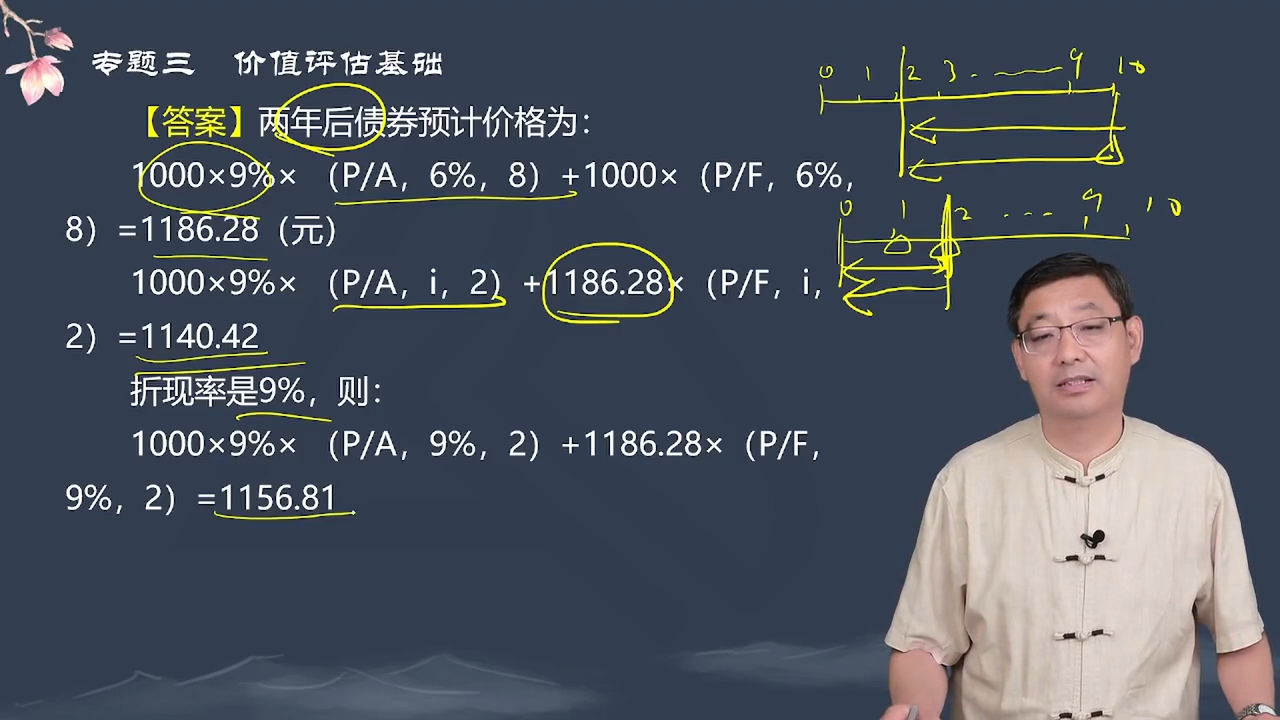 专题三 价值评估基础
【答案】两年后债券预计价格为：
1000×9%×（P/A，6%，8）+1000×（P/F，6%，
8）=1186.28（元）
1000×9%×（P/A，i，2）+1186.28×（P/F，i，
2）=1140.42
折现率是9%，则：
1000×9%×（P/A，9%，2）+1186.28×（P/F，
9%，2）=1156.81
0 1 2 3 9 10
0 1 2 ... 9 10